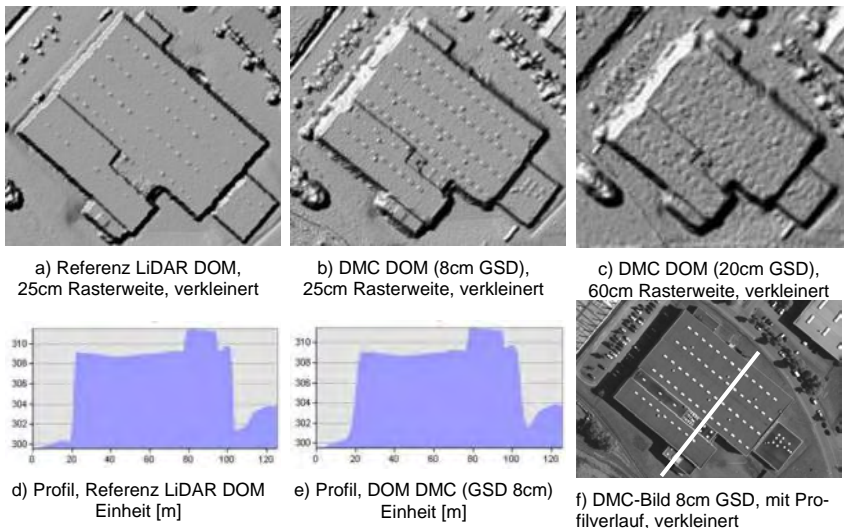 a) Referenz LiDAR DOM,
25cm Rasterweite, verkleinert
b) DMC DOM (8cm GSD),
25cm Rasterweite, verkleinert
c) DMC DOM (20cm GSD),
60cm Rasterweite, verkleinert
310
308
306
304
302
300
0 20 40 60 80 100 120
d) Profil, Referenz LiDAR DOM
Einheit [m]
310
308
306
304
302
300
0 20 40 60 80 100 120
e) Profil, DOM DMC (GSD 8cm)
Einheit [m]
f) DMC-Bild 8cm GSD, mit Pro-
filverlauf, verkleinert